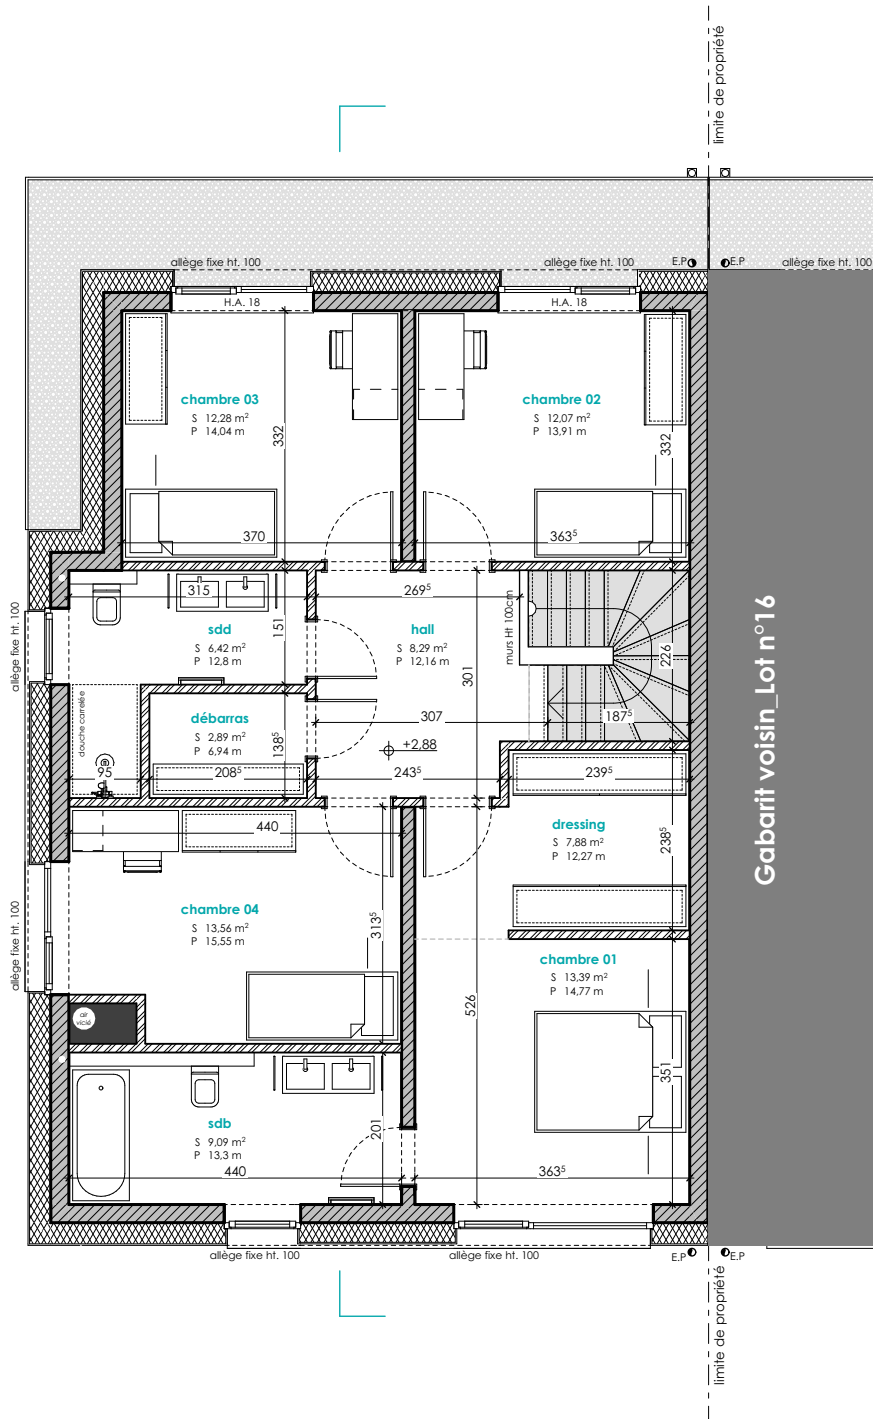 limite de propriété
allège fixe ht. 100
allège fixe ht. 100
E.P
E.P
allège fixe ht. 100
H.A. 18
H.A. 18
chambre 03
S 12,28 m²
P 14,04 m
332
370
chambre 02
S 12,07 m²
P 13,91 m
332
363⁵
allège fixe ht. 100
315
sdd
S 6,42 m²
P 12,8 m
151
269⁵
hall
S 8,29 m²
P 12,16 m
murs Ht 100cm
301
226
307
187⁵
+2,88
243⁵
douche carrelée
95
débarras
S 2,89 m²
P 6,94 m
138⁵
208⁵
239⁵
dressing
S 7,88 m²
P 12,27 m
238⁵
Gabarit voisin_Lot n°16
allège fixe ht. 100
440
chambre 04
S 13,56 m²
P 15,55 m
313⁵
air
vicié
chambre 01
S 13,39 m²
P 14,77 m
526
351
363⁵
sdb
S 9,09 m²
P 13,3 m
201
440
allège fixe ht. 100
allège fixe ht. 100
E.P
E.P
limite de propriété